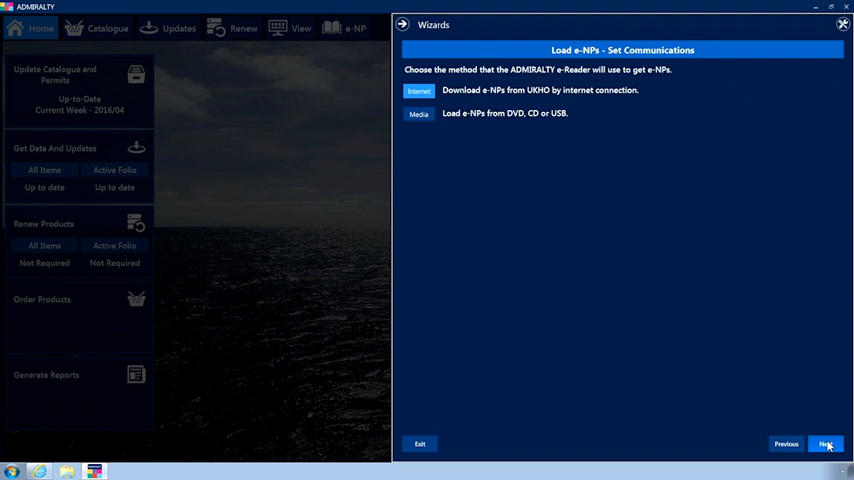 ADMIRALTY
Home
Catalogue
Updates
Renew
View
e-NP
Update Catalogue and
Permits
Up-to-Date
Current Week - 2016/04
Get Data And Updates
All Items
Active Folio
Up to date
Up to date
Renew Products
All Items
Active Folio
Not Required
Not Required
Order Products
Generate Reports
Wizards
Load e-NPs - Set Communications
Choose the method that the ADMIRALTY e-Reader will use to get e-NPs.
Internet
Download e-NPs from UKHO by internet connection.
Media
Load e-NPs from DVD, CD or USB.
Exit
Previous
Next